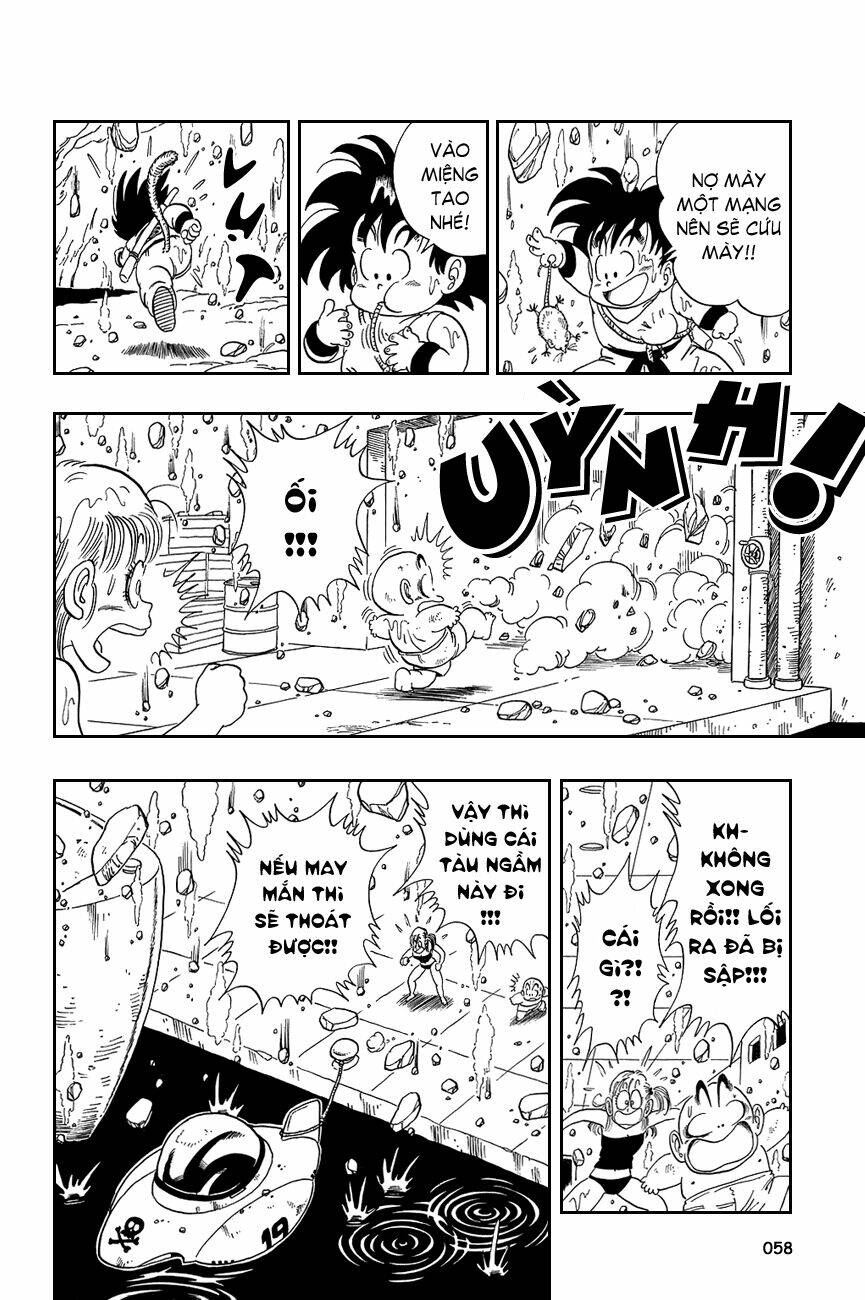 NỢ MÀY
MỘT MẠNG
NÊN SẼ CỨU
MÀY!!
VÀO
MIỆNG
TAO
NHÉ!
VỤT
UỲNH!
ỐI
!!!
KH-
KHÔNG
XONG
RỒI!! LỐI
RA ĐÃ BỊ
SẬP!!!
CÁI
GÌ?!
?!
VẬY THÌ
DÙNG CÁI
TÀU NGẦM
NÀY ĐI
!!!
NẾU MAY
MẮN THÌ
SẼ THOÁT
ĐƯỢC!!
19
058